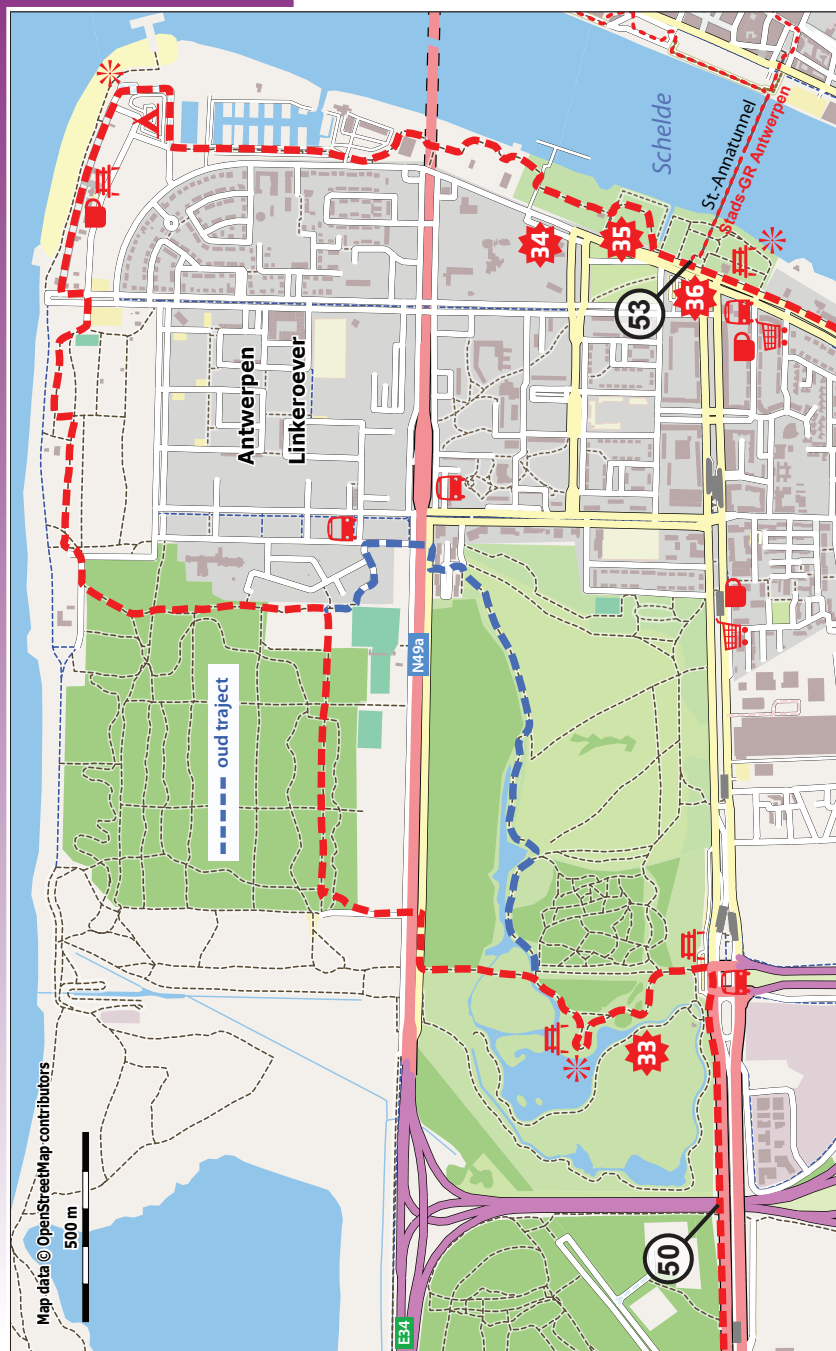 Schelde
St.-Annatunnel
Stads-GR Antwerpen
34
35
36
53
Antwerpen
Linkeroever
N49a
oud traject
33
50
E34
Map data © OpenStreetMap contributors
500 m